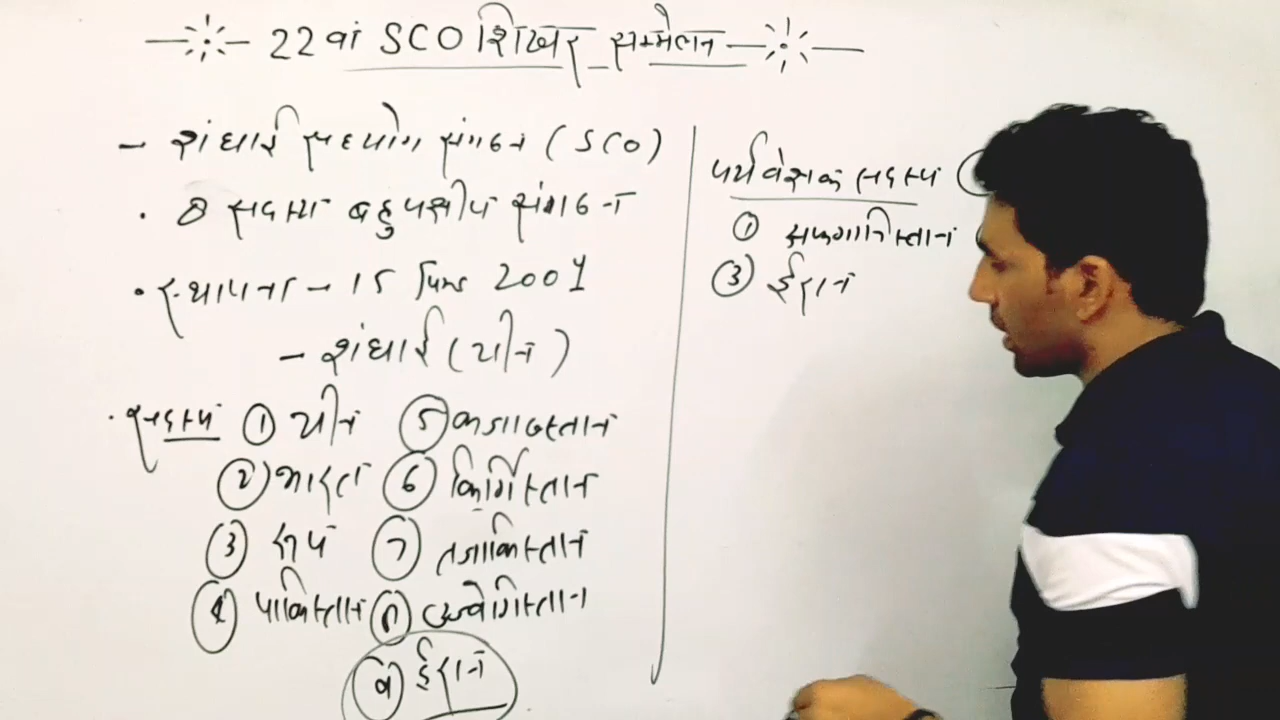 22वां SCO शिखर सम्मेलन
– शंघाई सहयोग संगठन (SCO)
• 8 सदस्यी बहुपक्षीय संगठन
• स्थापना – 15 June 2001
– शंघाई (चीन)
• सदस्य ① चीन ⑤ कजाखस्तान
② भारत ⑥ किर्गिस्तान
③ रूस ⑦ तजाकिस्तान
④ पाकिस्तान ⑧ उज्बेगिस्तान
⑨ ईरान
पर्यवेक्षक सदस्य
① अफगानिस्तान
③ ईरान